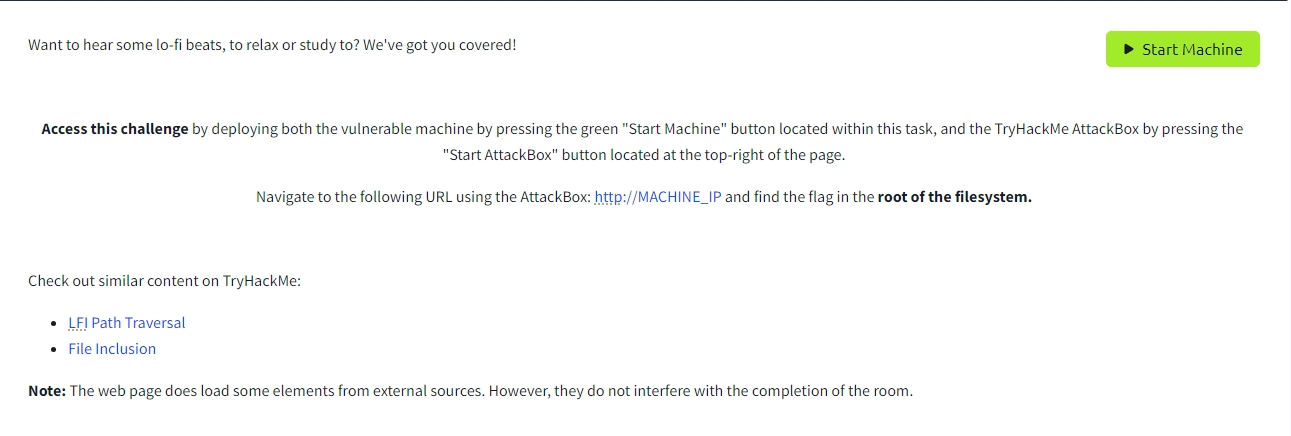 Want to hear some lo-fi beats, to relax or study to? We've got you covered!
Start Machine
Access this challenge by deploying both the vulnerable machine by pressing the green "Start Machine" button located within this task, and the TryHackMe AttackBox by pressing the
"Start AttackBox" button located at the top-right of the page.
Navigate to the following URL using the AttackBox: http://MACHINE_IP and find the flag in the root of the filesystem.
Check out similar content on TryHackMe:
LFI Path Traversal
File Inclusion
Note: The web page does load some elements from external sources. However, they do not interfere with the completion of the room.